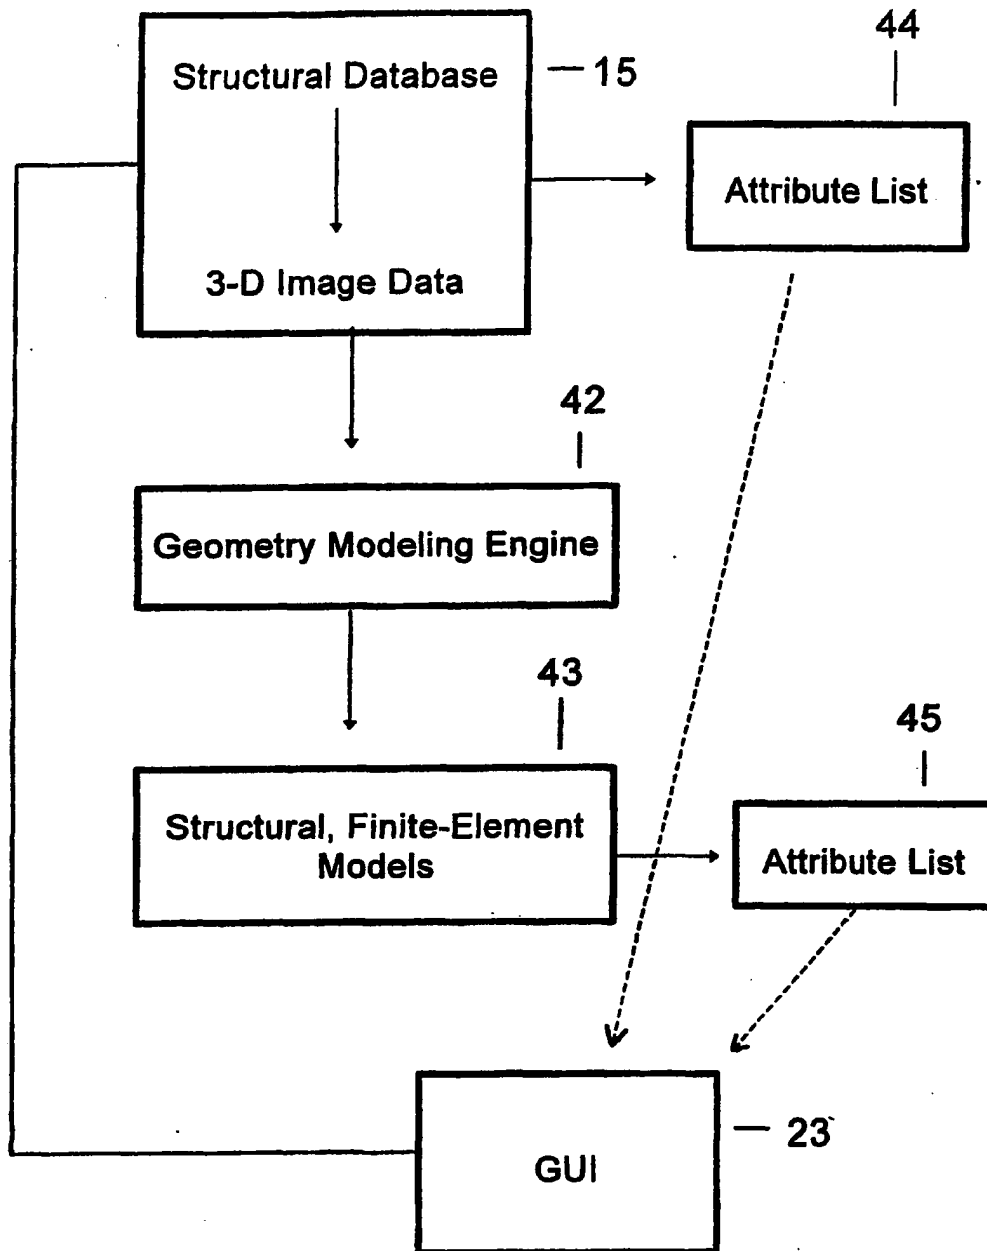 44
Structural Database
15
Attribute List
3-D Image Data
42
Geometry Modeling Engine
43
45
Structural, Finite-Element
Models
Attribute List
23
GUI